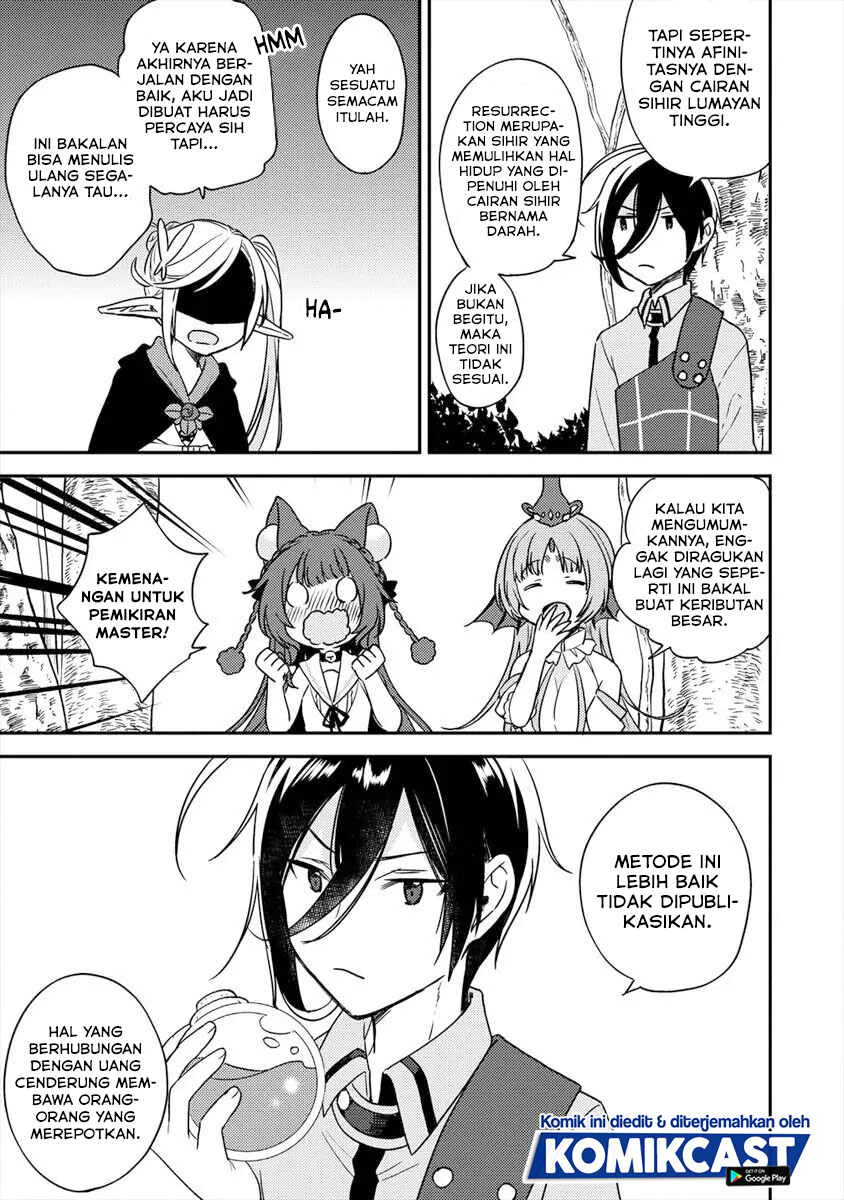 TAPI SEPER-
TINYA AFINI-
TASNYA DE-
NGAN CAIRAN
SIHIR LUMAYAN
TINGGI.
RESURREC-
TION MERUPA-
KAN SIHIR YANG
MEMULIHKAN HAL
HIDUP YANG DI-
PENUHI OLEH
CAIRAN SIHIR
BERNAMA
DARAH.
JIKA
BUKAN
BEGITU,
MAKA
TEORI INI
TIDAK
SESUAI.
YAH
SESUATU
SEMACAM
ITULAH.
HMM
YA KARENA
AKHIRNYA BER-
JALAN DENGAN
BAIK, AKU JADI
DIBUAT HARUS
PERCAYA SIH
TAPI...
INI BAKALAN
BISA MENULIS
ULANG SEGA-
LANYA TAU...
HA-
KALAU KITA
MENGUMUM-
KANNYA, ENG-
GAK DIRAGUKAN
LAGI YANG SEPE-
RTI INI BAKAL
BUAT KERIBUTAN
BESAR.
KEMENA-
NGAN UNTUK
PEMIKIRAN
MASTER!
METODE INI
LEBIH BAIK
TIDAK DIPUBLI-
KASIKAN.
HAL YANG
BERHUBUNGAN
DENGAN UANG
CENDERUNG MEM-
BAWA ORANG-
ORANG YANG
MEREPOTKAN.
Komik ini diedit & diterjemahkan oleh
KOMIKCAST
GET IT ON
Google Play